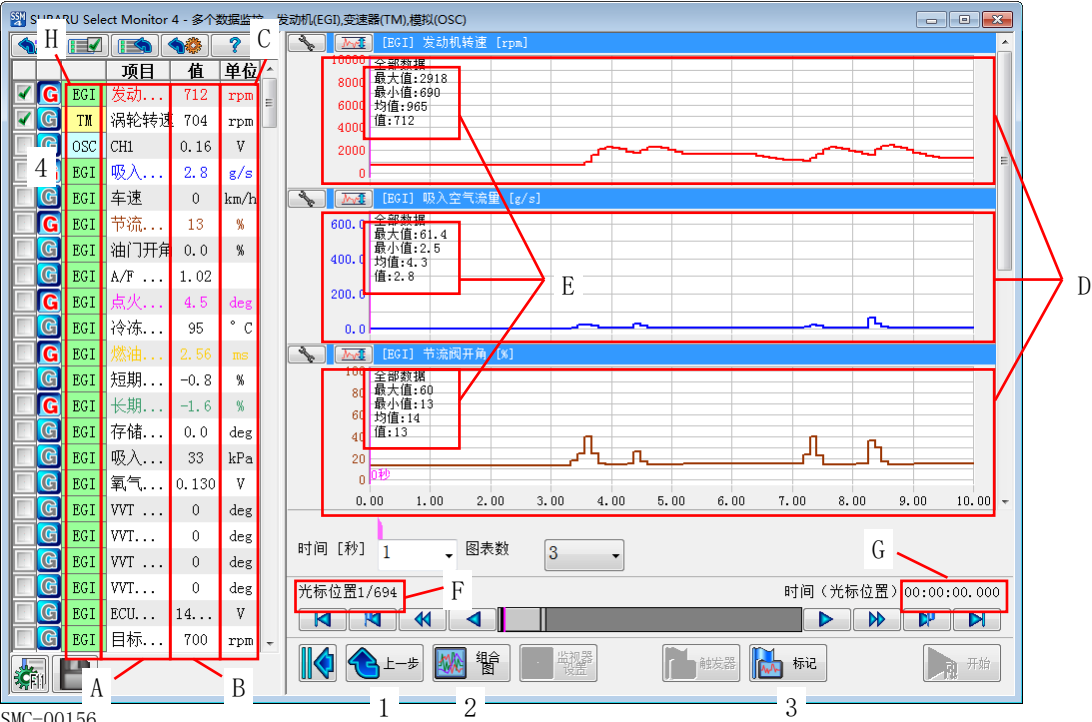 SUBARU Select Monitor 4 - 多个数据监控 - 发动机(EGI),变速器(TM),模拟(OSC)
H
C
[EGI] 发动机转速 [rpm]
项目 值 单位
G EGI 发动... 712 rpm
G TM 涡轮转速 704 rpm
G OSC CH1 0.16 V
4 EGI 吸入... 2.8 g/s
G EGI 车速 0 km/h
G EGI 节流... 13 %
G EGI 油门开角 0.0 %
G EGI A/F ... 1.02
G EGI 点火... 4.5 deg
G EGI 冷冻... 95 °C
G EGI 燃油... 2.56 ms
G EGI 短期... -0.8 %
G EGI 长期... -1.6 %
G EGI 存储... 0.0 deg
G EGI 吸入... 33 kPa
G EGI 氧气... 0.130 V
G EGI VVT ... 0 deg
G EGI VVT... 0 deg
G EGI VVT ... 0 deg
G EGI VVT... 0 deg
G EGI ECU... 14... V
G EGI 目标... 700 rpm
F11
A
B
10000
8000
6000
4000
2000
0
全部数据
最大值:2918
最小值:690
均值:965
值:712
[EGI] 吸入空气流量 [g/s]
600.0
400.0
200.0
0.0
全部数据
最大值:61.4
最小值:2.5
均值:4.3
值:2.8
E
D
[EGI] 节流阀开角 [%]
100
80
60
40
20
0
全部数据
最大值:60
最小值:13
均值:14
值:13
0秒
0.00 1.00 2.00 3.00 4.00 5.00 6.00 7.00 8.00 9.00 10.00
时间 [秒] 1 图表数 3
G
光标位置1/694
F
时间（光标位置）00:00:00.000
上一步
组合图
监视器设置
触发器
标记
开始
1
2
3
SMC-00156